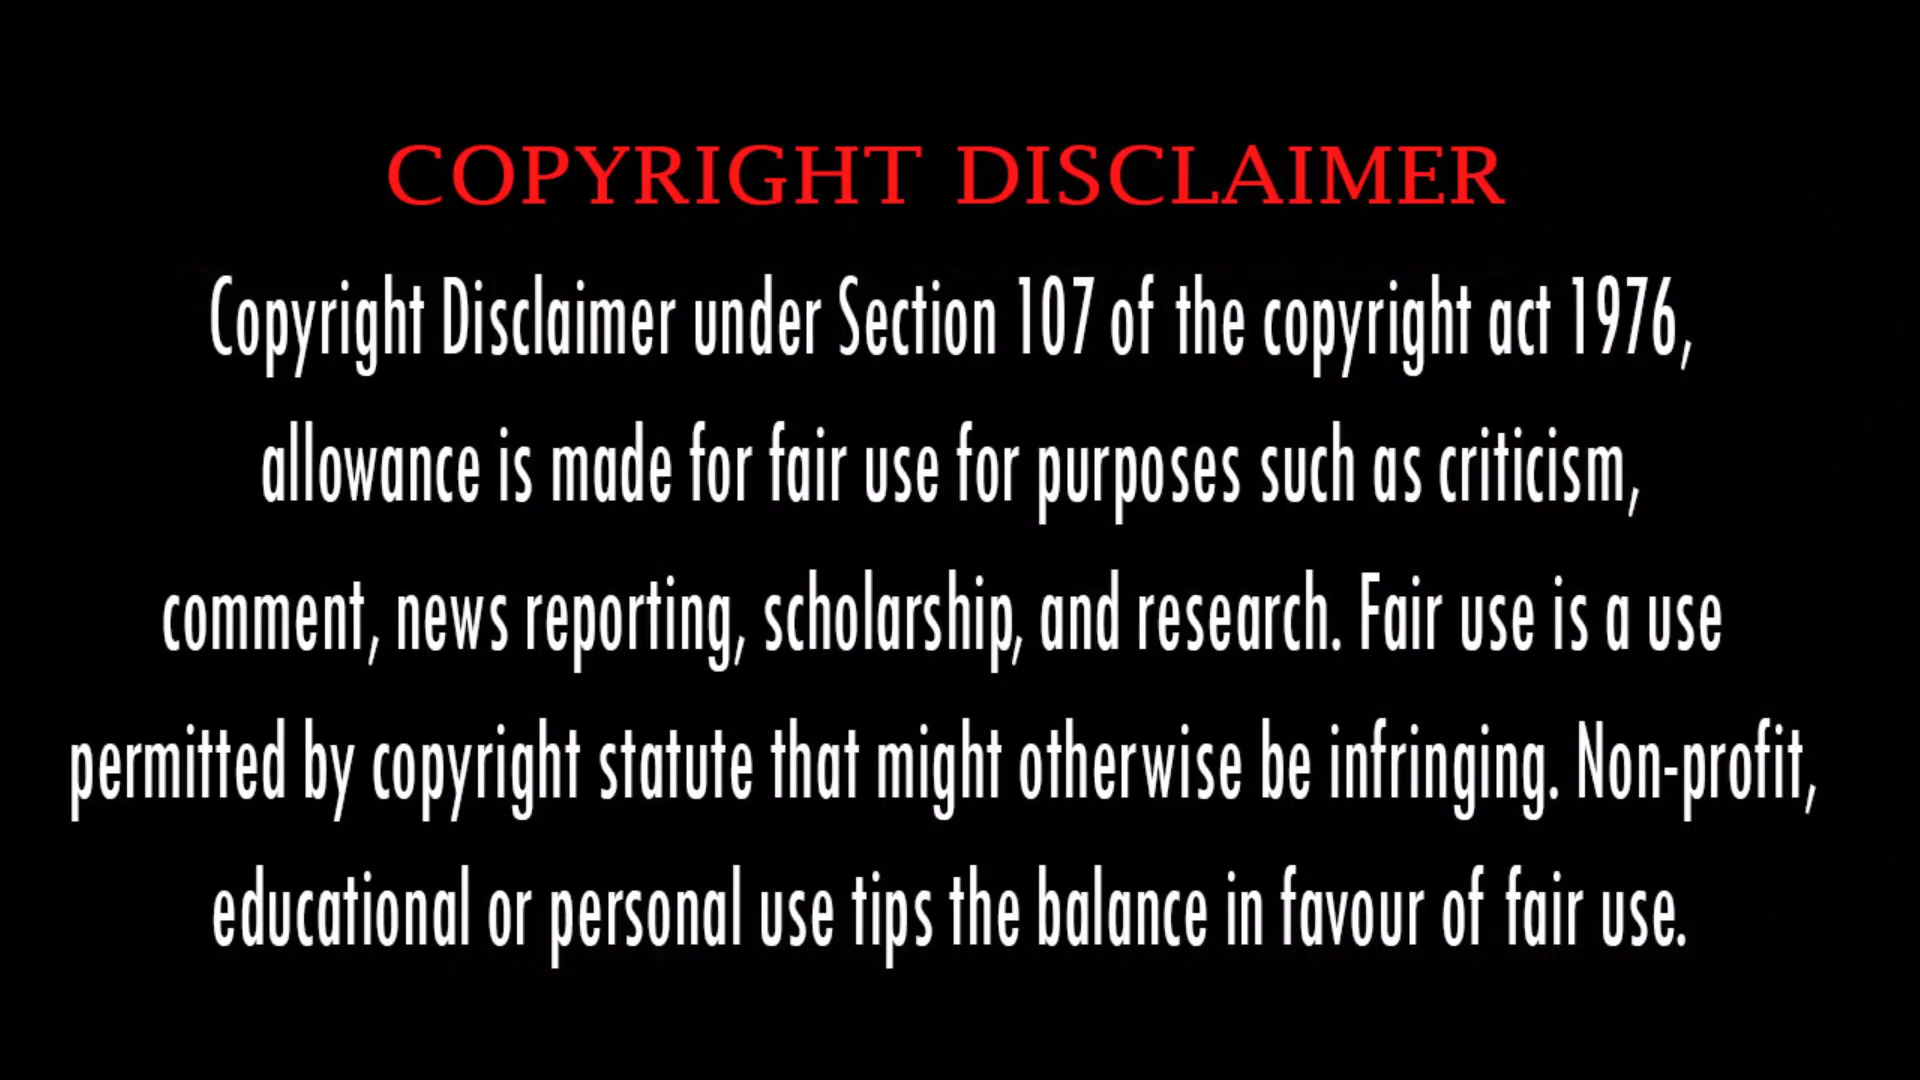 COPYRIGHT DISCLAIMER
Copyright Disclaimer under Section 107 of the copyright act 1976,
allowance is made for fair use for purposes such as criticism,
comment, news reporting, scholarship, and research. Fair use is a use
permitted by copyright statute that might otherwise be infringing. Non-profit,
educational or personal use tips the balance in favour of fair use.